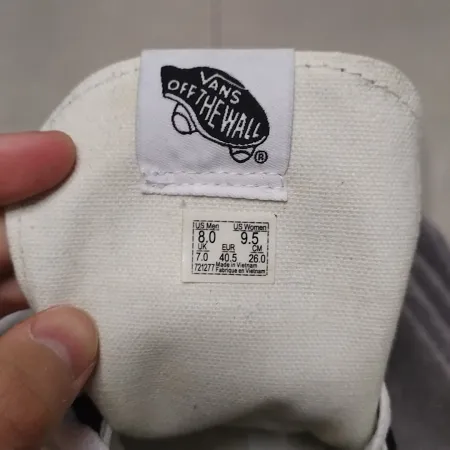 VANS
OFF THE WALL
®
US Men US Women
8.0 9.5
UK EUR CM
7.0 40.5 26.0
721277 Made in Vietnam
Fabriqué en Vietnam